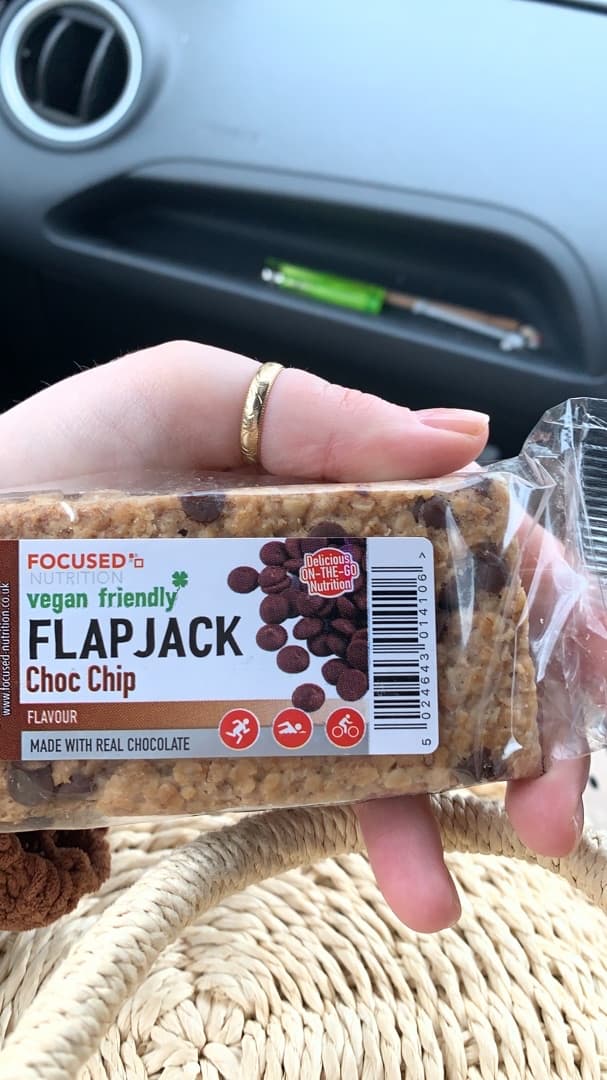 FOCUSED
NUTRITION
vegan friendly
FLAPJACK
Choc Chip
FLAVOUR
MADE WITH REAL CHOCOLATE
Delicious
ON-THE-GO
Nutrition
www.focused-nutrition.co.uk
5 024643 014106 >